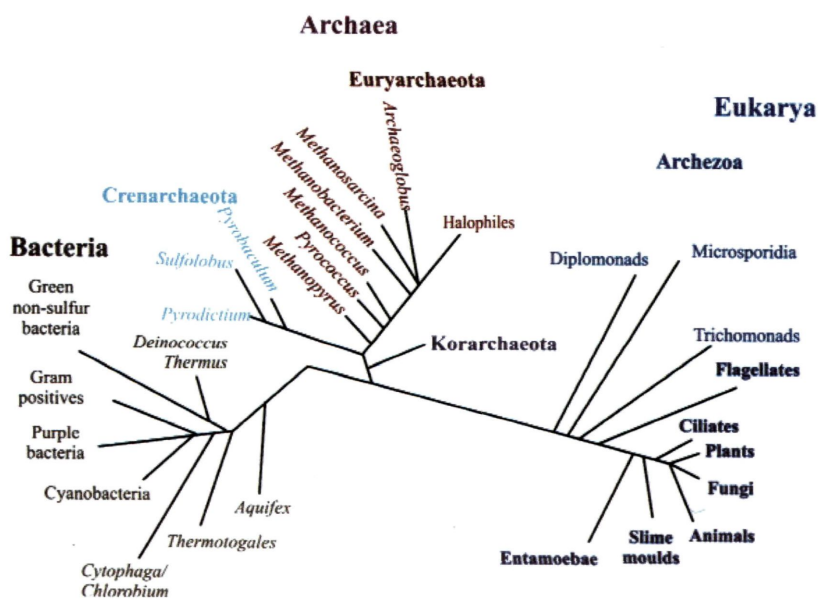 Archaea
Euryarchaeota
Eukarya
Archezoa
Archaeoglobus
Methanosarcina
Methanobacterium
Methanococcus
Pyrococcus
Methanopyrus
Halophiles
Crenarchaeota
Pyrobaculum
Sulfolobus
Pyrodictium
Korarchaeota
Bacteria
Green
non-sulfur
bacteria
Deinococcus
Thermus
Gram
positives
Purple
bacteria
Cyanobacteria
Cytophaga/
Chlorobium
Thermotogales
Aquifex
Diplomonads
Microsporidia
Trichomonads
Flagellates
Ciliates
Plants
Fungi
Animals
Slime
moulds
Entamoebae